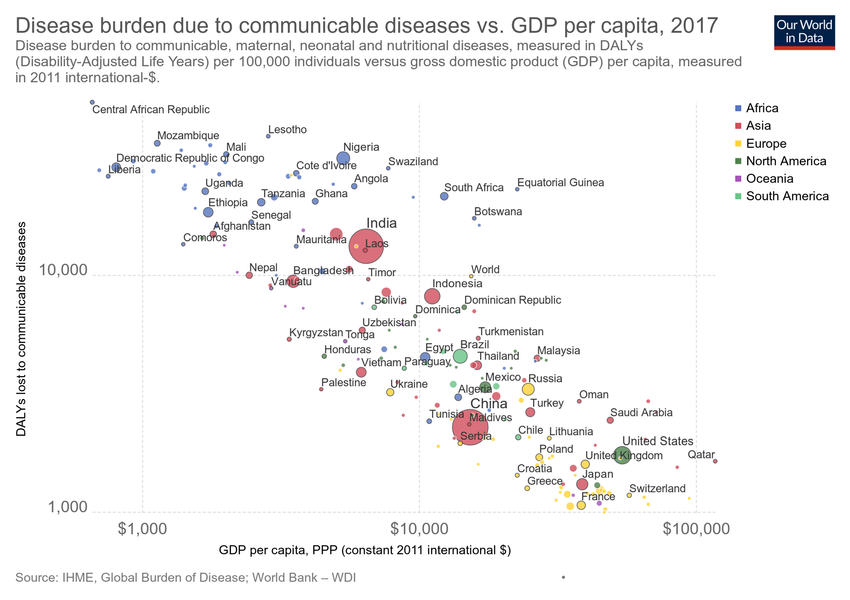 Disease burden due to communicable diseases vs. GDP per capita, 2017
Our World
in Data
Disease burden to communicable, maternal, neonatal and nutritional diseases, measured in DALYs
(Disability-Adjusted Life Years) per 100,000 individuals versus gross domestic product (GDP) per capita, measured
in 2011 international-$.
Central African Republic
Africa
Asia
Europe
North America
Oceania
South America
Lesotho
Mozambique
Mali
Nigeria
Democratic Republic of Congo
Swaziland
Liberia
Cote d'Ivoire
Angola
Equatorial Guinea
Uganda
Tanzania
Ghana
South Africa
Ethiopia
Senegal
Botswana
Afghanistan
India
Comoros
Mauritania
Laos
10,000
Nepal
Bangladesh
Timor
World
Vanuatu
Indonesia
Bolivia
Dominican Republic
Dominica
Uzbekistan
Kyrgyzstan
Tonga
Turkmenistan
Honduras
Egypt
Brazil
Malaysia
Vietnam
Paraguay
Thailand
Palestine
Ukraine
Algeria
Mexico
Russia
Oman
China
Turkey
Tunisia
Maldives
Saudi Arabia
Serbia
Chile
Lithuania
United States
Poland
United Kingdom
Qatar
Croatia
Greece
Japan
Switzerland
France
1,000
$1,000
$10,000
$100,000
DALYs lost to communicable diseases
GDP per capita, PPP (constant 2011 international $)
Source: IHME, Global Burden of Disease; World Bank – WDI